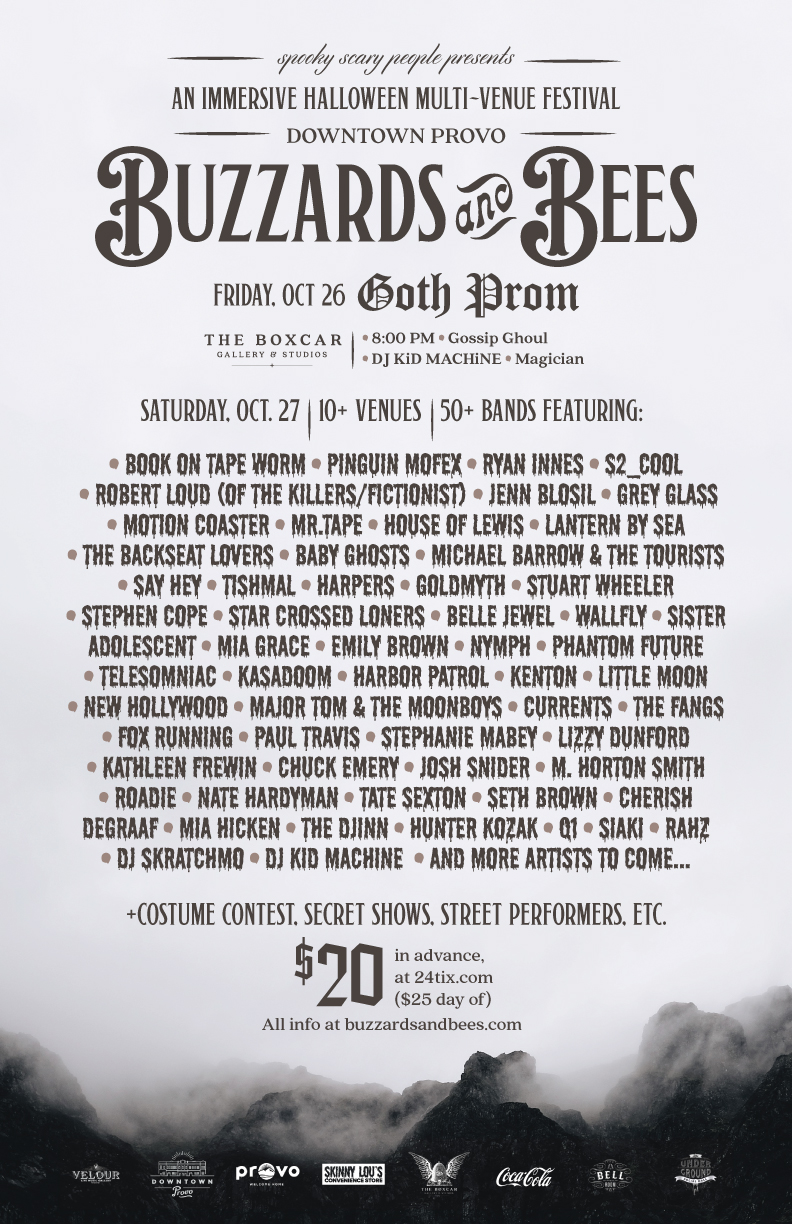 spooky scary people presents
AN IMMERSIVE HALLOWEEN MULTI-VENUE FESTIVAL
DOWNTOWN PROVO
BUZZARDS and BEES
FRIDAY, OCT 26 Goth Prom
THE BOXCAR
GALLERY & STUDIOS
• 8:00 PM • Gossip Ghoul
• DJ KiD MACHiNE • Magician
SATURDAY, OCT. 27 | 10+ VENUES | 50+ BANDS FEATURING:
• BOOK ON TAPE WORM • PINGUIN MOFEX • RYAN INNES • S2_COOL
• ROBERT LOUD (OF THE KILLERS/FICTIONIST) • JENN BLOSIL • GREY GLASS
• MOTION COASTER • MR.TAPE • HOUSE OF LEWIS • LANTERN BY SEA
• THE BACKSEAT LOVERS • BABY GHOSTS • MICHAEL BARROW & THE TOURISTS
• SAY HEY • TISHMAL • HARPERS • GOLDMYTH • STUART WHEELER
• STEPHEN COPE • STAR CROSSED LONERS • BELLE JEWEL • WALLFLY • SISTER
ADOLESCENT • MIA GRACE • EMILY BROWN • NYMPH • PHANTOM FUTURE
• TELESOMNIAC • KASADOOM • HARBOR PATROL • KENTON • LITTLE MOON
• NEW HOLLYWOOD • MAJOR TOM & THE MOONBOYS • CURRENTS • THE FANGS
• FOX RUNNING • PAUL TRAVIS • STEPHANIE MABEY • LIZZY DUNFORD
• KATHLEEN FREWIN • CHUCK EMERY • JOSH SNIDER • M. HORTON SMITH
• ROADIE • NATE HARDYMAN • TATE SEXTON • SETH BROWN • CHERISH
DEGRAAF • MIA HICKEN • THE DJINN • HUNTER KOZAK • Q1 • SIAKI • RAHZ
• DJ SKRATCHMO • DJ KID MACHINE • AND MORE ARTISTS TO COME...
+COSTUME CONTEST, SECRET SHOWS, STREET PERFORMERS, ETC.
$20
in advance,
at 24tix.com
($25 day of)
All info at buzzardsandbees.com
VELOUR
DOWNTOWN
Provo
provo
WELCOME HOME
SKINNY LOU'S
CONVENIENCE STORE
THE BOXCAR
Coca-Cola
BELL
ROOM
UNDER
GROUND